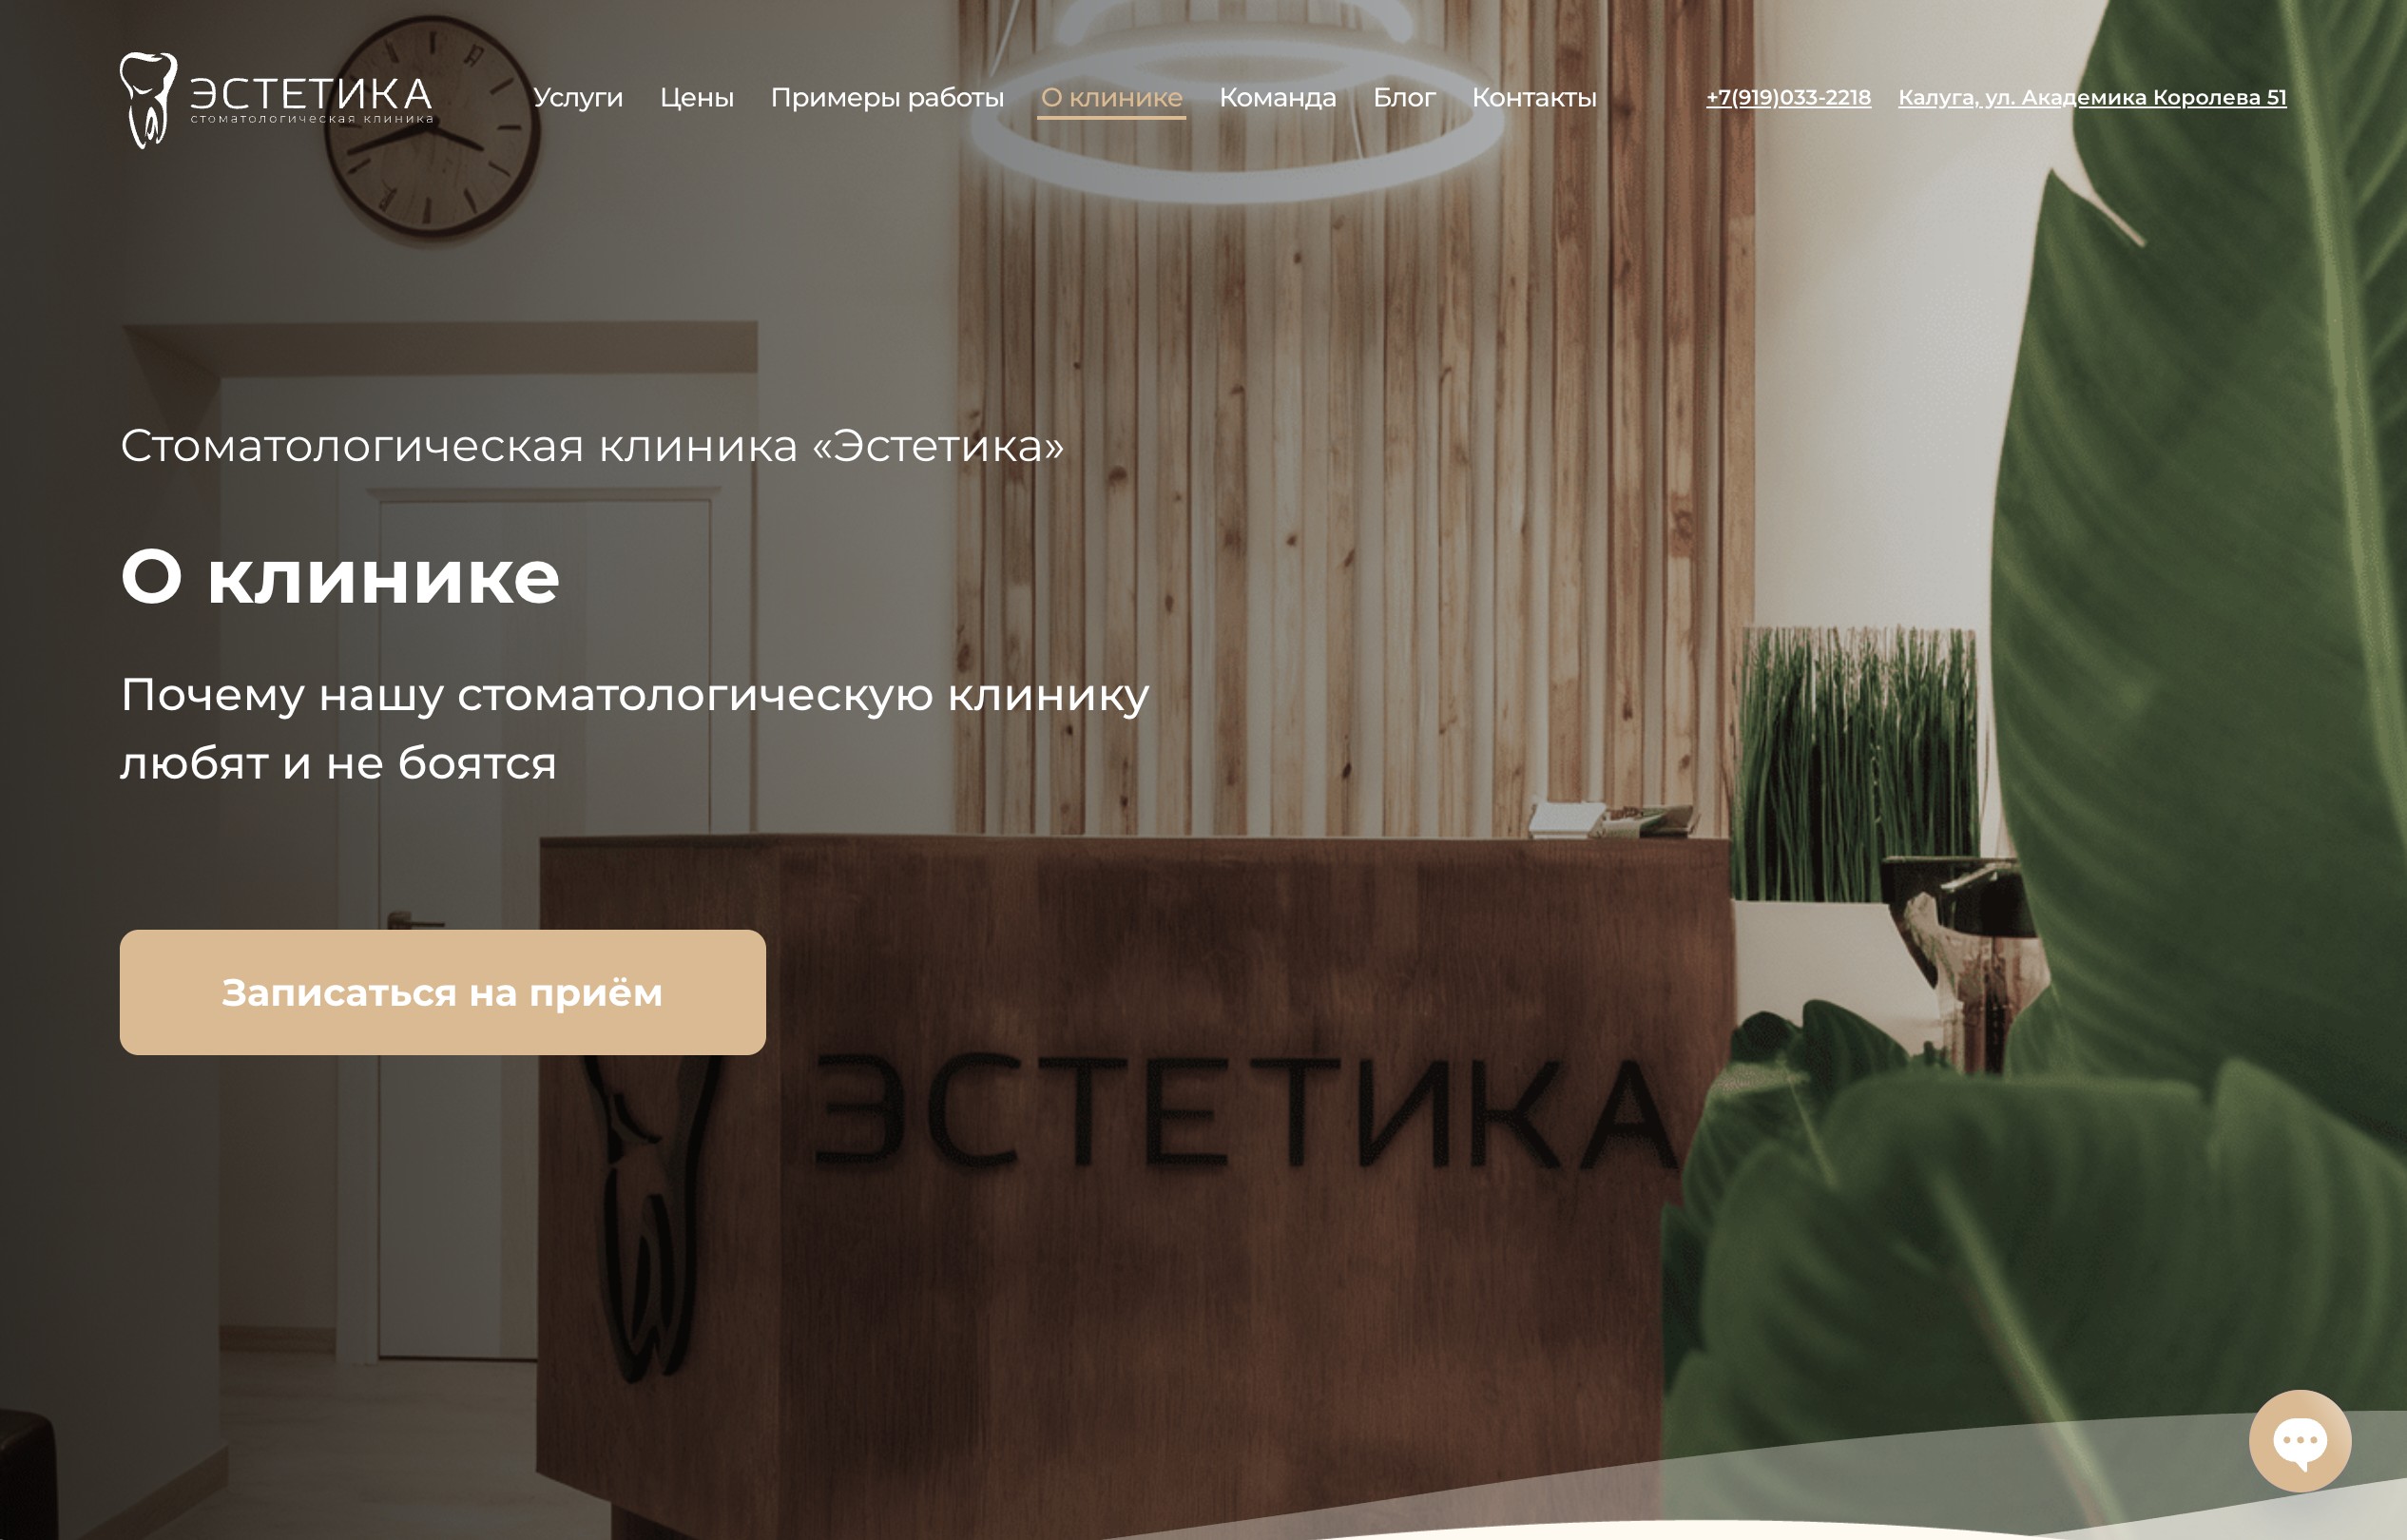 ЭСТЕТИКА
стоматологическая клиника
Услуги Цены Примеры работы О клинике Команда Блог Контакты +7(919)033-2218 Калуга, ул. Академика Королева 51
Стоматологическая клиника «Эстетика»
О клинике
Почему нашу стоматологическую клинику
любят и не боятся
Записаться на приём
ЭСТЕТИКА